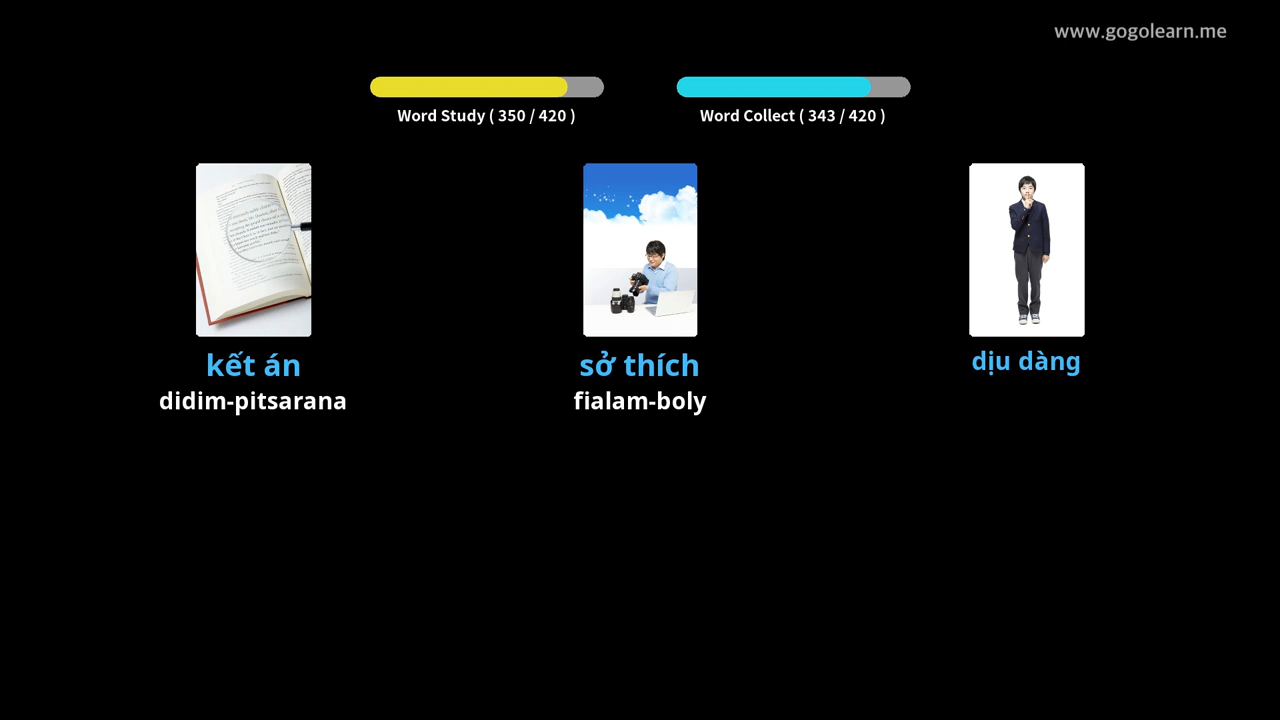 www.gogolearn.me
Word Study ( 350 / 420 )
Word Collect ( 343 / 420 )
kết án
sở thích
dịu dàng
didim-pitsarana
fialam-boly